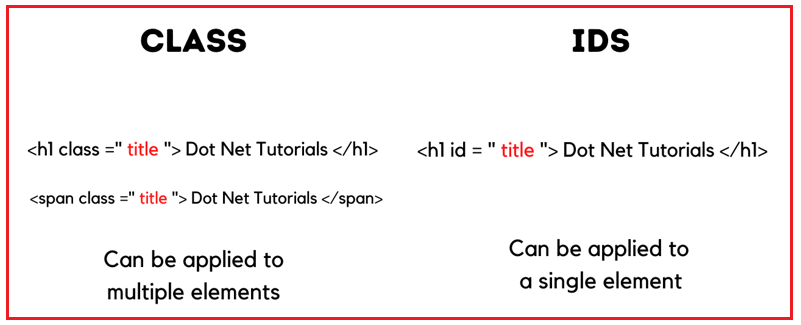 CLASS
<h1 class =" title "> Dot Net Tutorials </h1>
<span class =" title "> Dot Net Tutorials </span>
Can be applied to
multiple elements
IDS
<h1 id = " title "> Dot Net Tutorials </h1>
Can be applied to
a single element